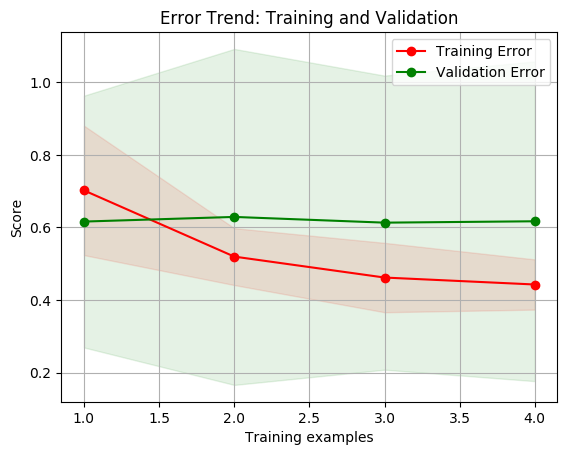 Error Trend: Training and Validation
Training Error
Validation Error
Score
1.0
0.8
0.6
0.4
0.2
1.0 1.5 2.0 2.5 3.0 3.5 4.0
Training examples